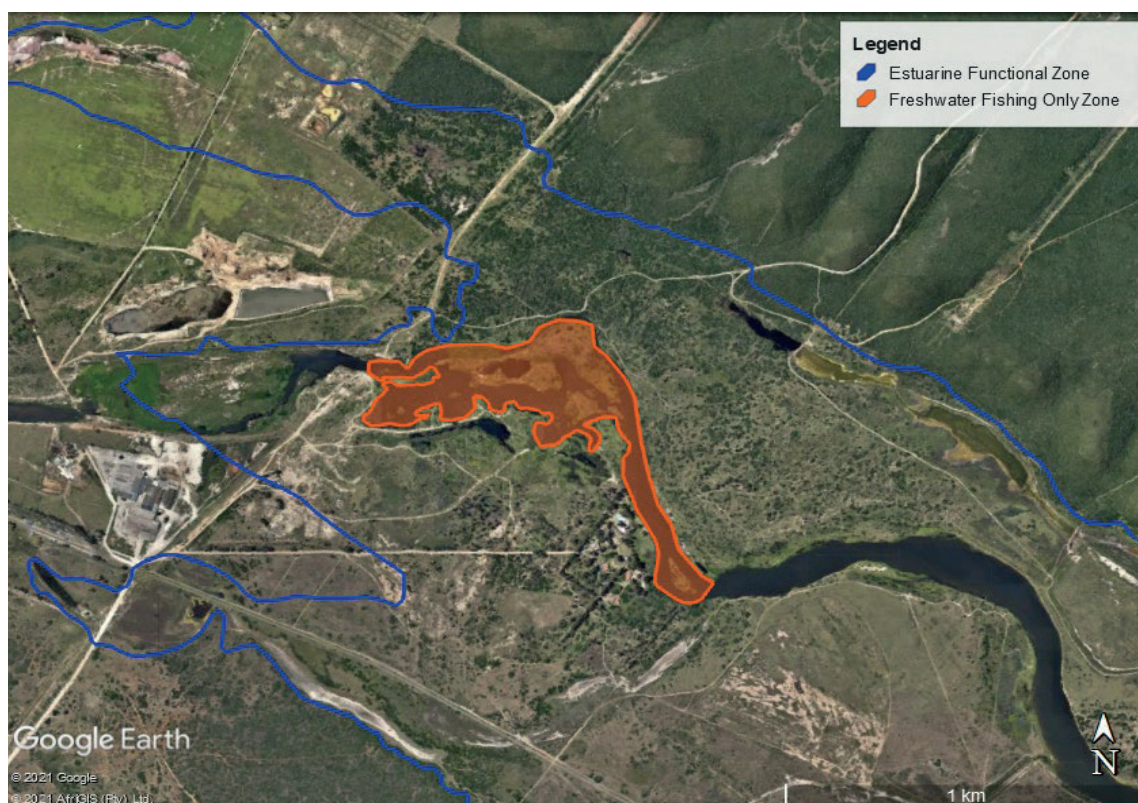 Legend
Estuarine Functional Zone
Freshwater Fishing Only Zone
Google Earth
© 2021 Google
© 2021 AfriGIS (Pty) Ltd.
1 km
N